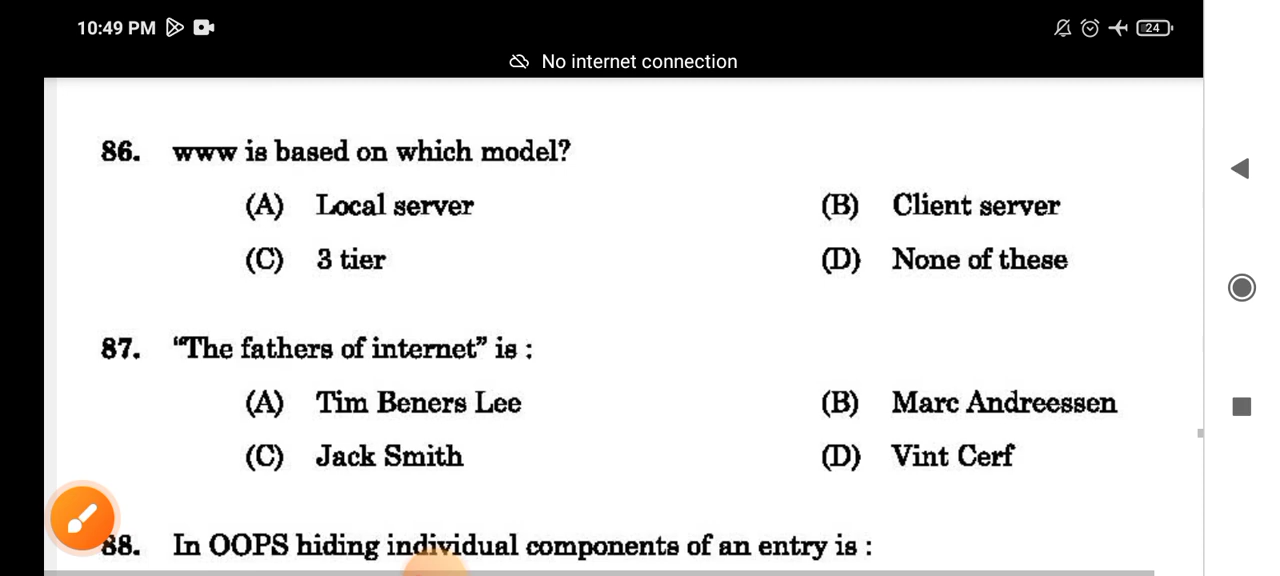 10:49 PM
24
No internet connection
86. www is based on which model?
(A) Local server (B) Client server
(C) 3 tier (D) None of these
87. “The fathers of internet” is :
(A) Tim Beners Lee (B) Marc Andreessen
(C) Jack Smith (D) Vint Cerf
88. In OOPS hiding individual components of an entry is :